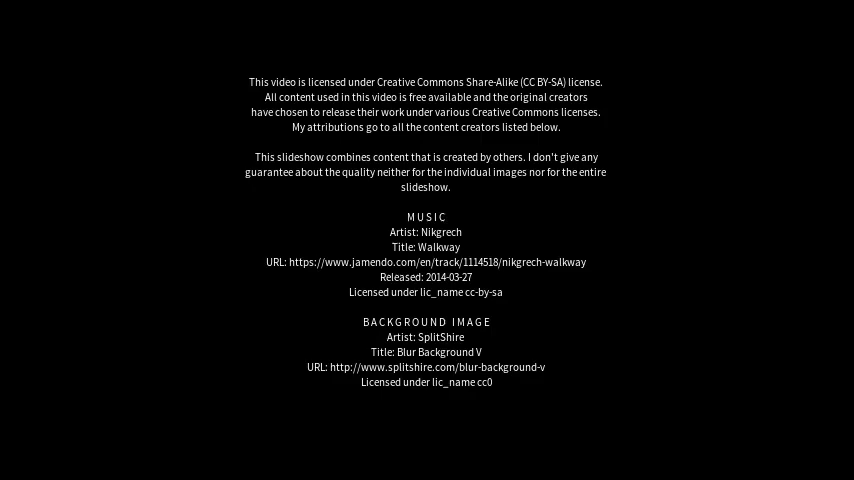 This video is licensed under Creative Commons Share-Alike (CC BY-SA) license.
All content used in this video is free available and the original creators
have chosen to release their work under various Creative Commons licenses.
My attributions go to all the content creators listed below.
This slideshow combines content that is created by others. I don't give any
guarantee about the quality neither for the individual images nor for the entire
slideshow.
MUSIC
Artist: Nikgrech
Title: Walkway
URL: https://www.jamendo.com/en/track/1114518/nikgrech-walkway
Released: 2014-03-27
Licensed under lic_name cc-by-sa
BACKGROUND IMAGE
Artist: SplitShire
Title: Blur Background V
URL: http://www.splitshire.com/blur-background-v
Licensed under lic_name cc0